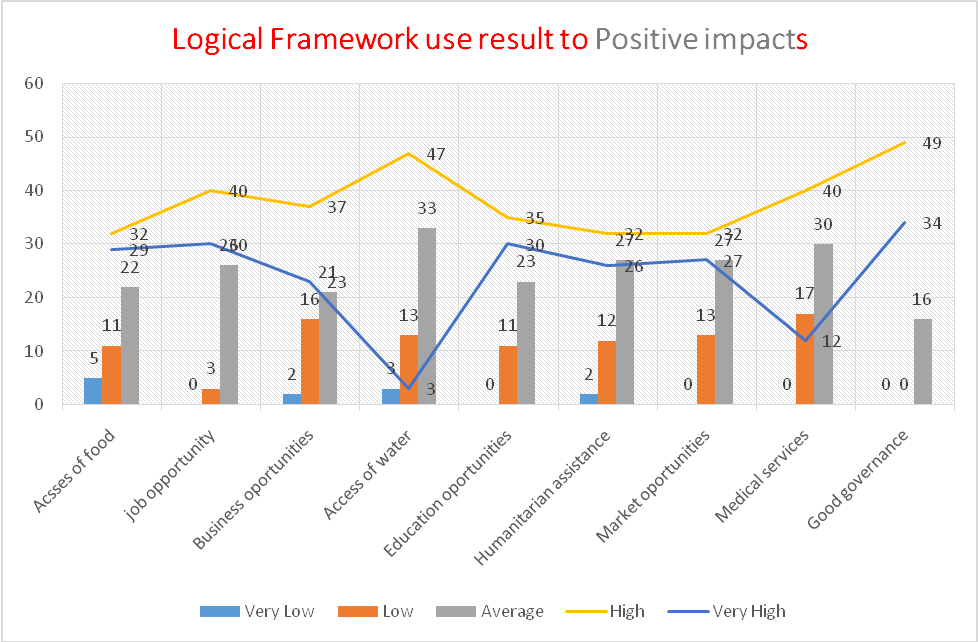 Logical Framework use result to Positive impacts
60
50
40
30
20
10
0
32 40 37 47 35 32 32 40 49
29 30 23 3 30 26 27 12 34
22 26 21 33 23 27 27 30 16
11 3 16 13 11 12 13 17 0
5 0 2 3 0 2 0 0 0
Acsses of food
job opportunity
Business oportunities
Access of water
Education oportunities
Humanitarian assistance
Market oportunities
Medical services
Good governance
Very Low Low Average High Very High